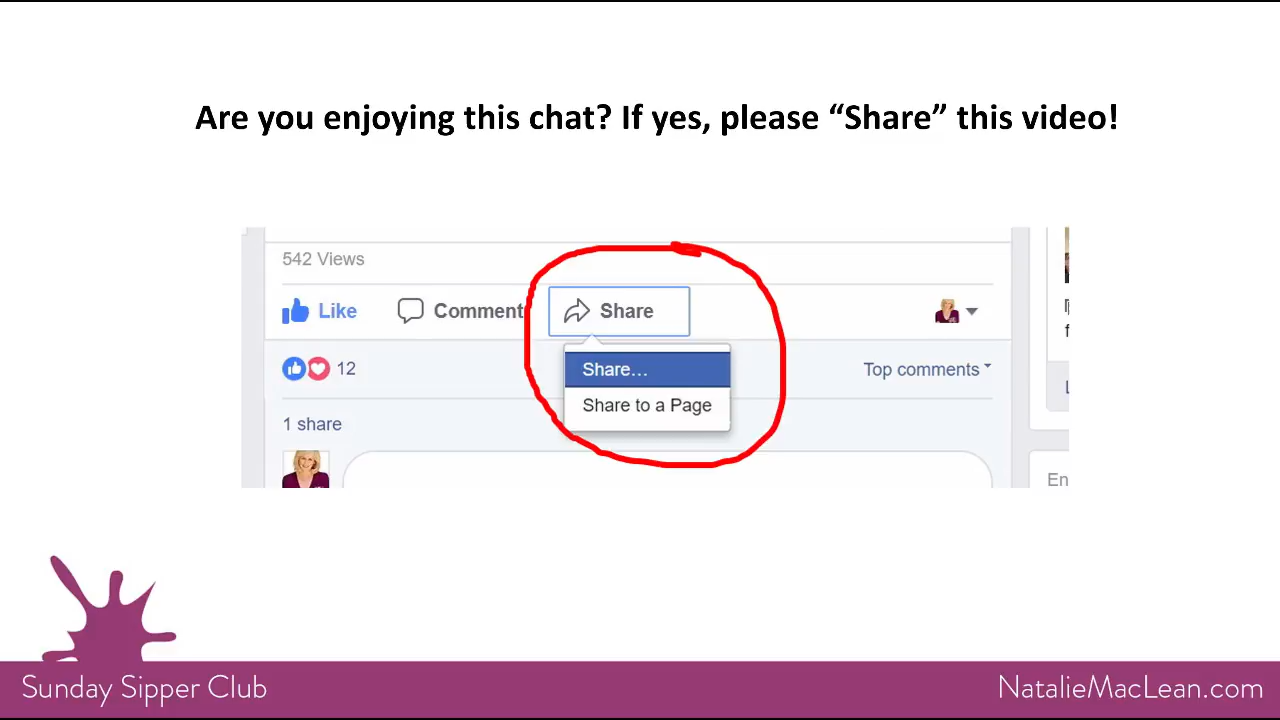 Are you enjoying this chat? If yes, please “Share” this video!
542 Views
Like Comment Share
Share…
Share to a Page
12
Top comments
1 share
En
Sunday Sipper Club
NatalieMacLean.com